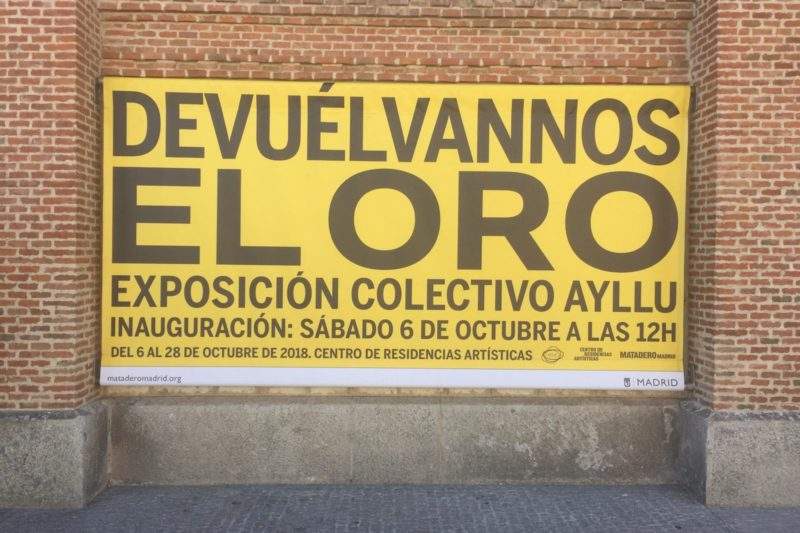 DEVUÉLVANNOS
EL ORO
EXPOSICIÓN COLECTIVO AYLLU
INAUGURACIÓN: SÁBADO 6 DE OCTUBRE A LAS 12H
DEL 6 AL 28 DE OCTUBRE DE 2018. CENTRO DE RESIDENCIAS ARTÍSTICAS
CENTRO DE
RESIDENCIAS
ARTÍSTICAS
MATADERO MADRID
mataderomadrid.org
MADRID